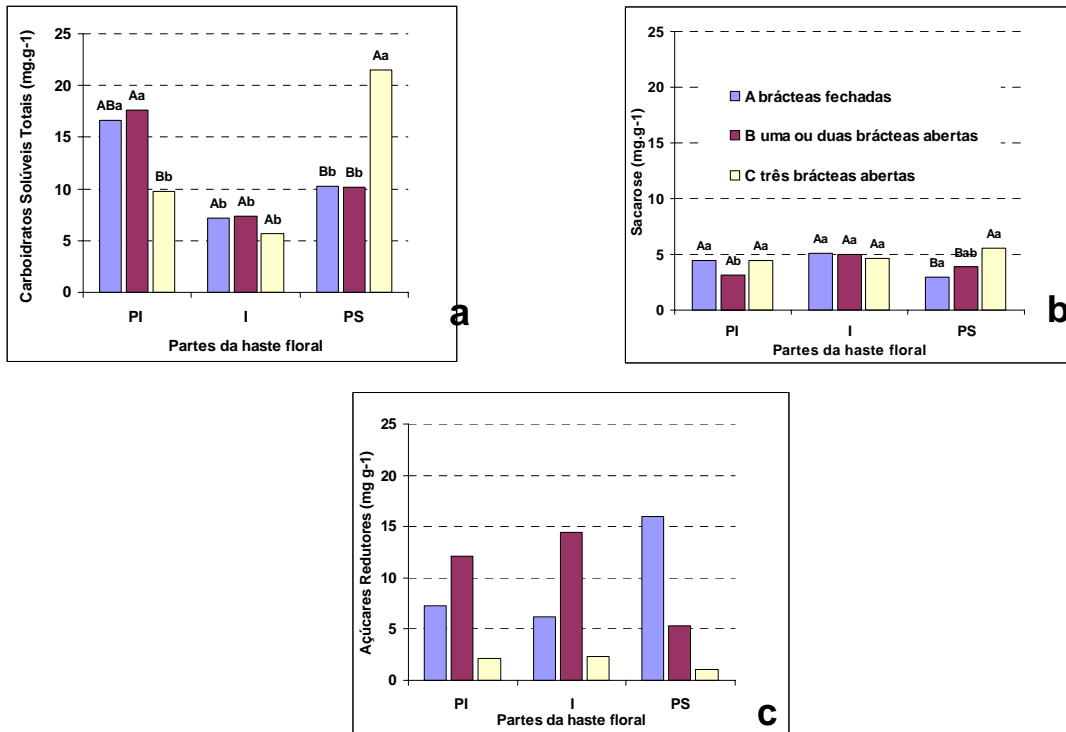 Carboidratos Solúveis Totais (mg.g-1)
25
20
15
10
5
0
ABa
Aa
Bb
Ab
Ab
Ab
Bb
Bb
Aa
PI
I
PS
Partes da haste floral
a
Sacarose (mg.g-1)
25
20
15
10
5
0
A brácteas fechadas
B uma ou duas brácteas abertas
C três brácteas abertas
Aa
Ab
Aa
Aa
Aa
Aa
Ba
Bab
Aa
PI
I
PS
Partes da haste floral
b
Açúcares Redutores (mg g-1)
25
20
15
10
5
0
PI
I
PS
Partes da haste floral
c